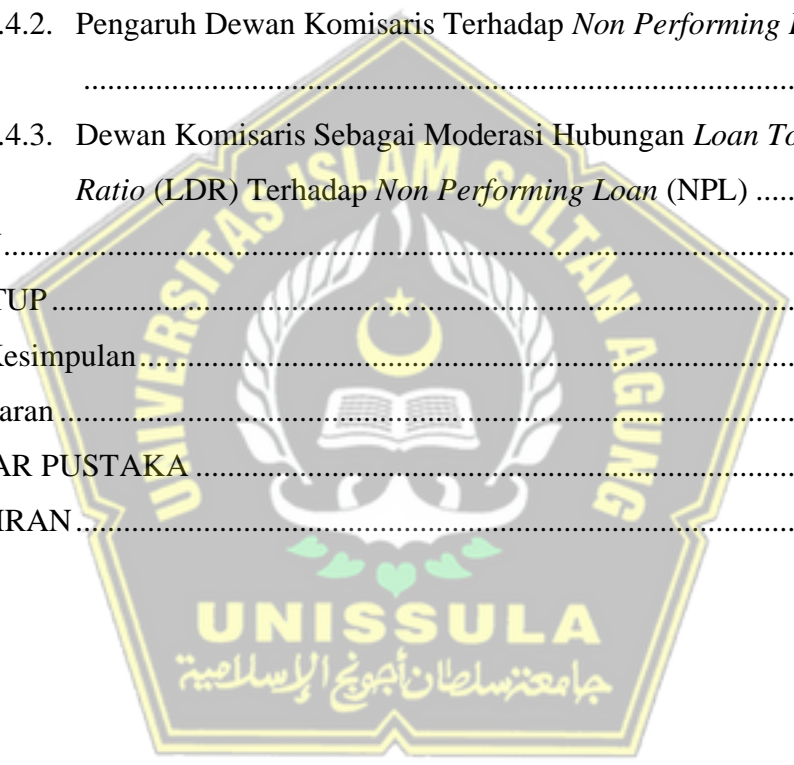 .4.2. Pengaruh Dewan Komisaris Terhadap Non Performing
........................................................................................
.4.3. Dewan Komisaris Sebagai Moderasi Hubungan Loan To
Ratio (LDR) Terhadap Non Performing Loan (NPL) ......
........................................................................................
TUP........................................................................................
Kesimpulan........................................................................................
aran ........................................................................................
AR PUSTAKA ........................................................................................
IRAN........................................................................................
UNIVERSITAS ISLAM SULTAN AGUNG
UNISSULA
جامعة سلطان أجونج الإسلامية